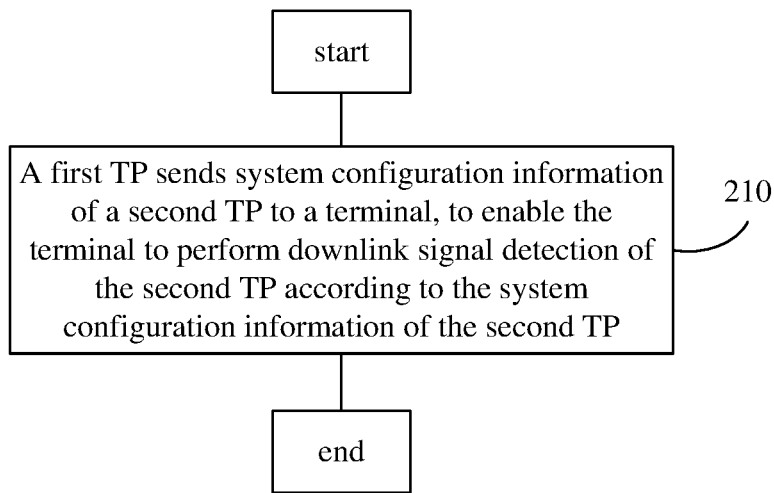 start
A first TP sends system configuration information
of a second TP to a terminal, to enable the
terminal to perform downlink signal detection of
the second TP according to the system
configuration information of the second TP
210
end